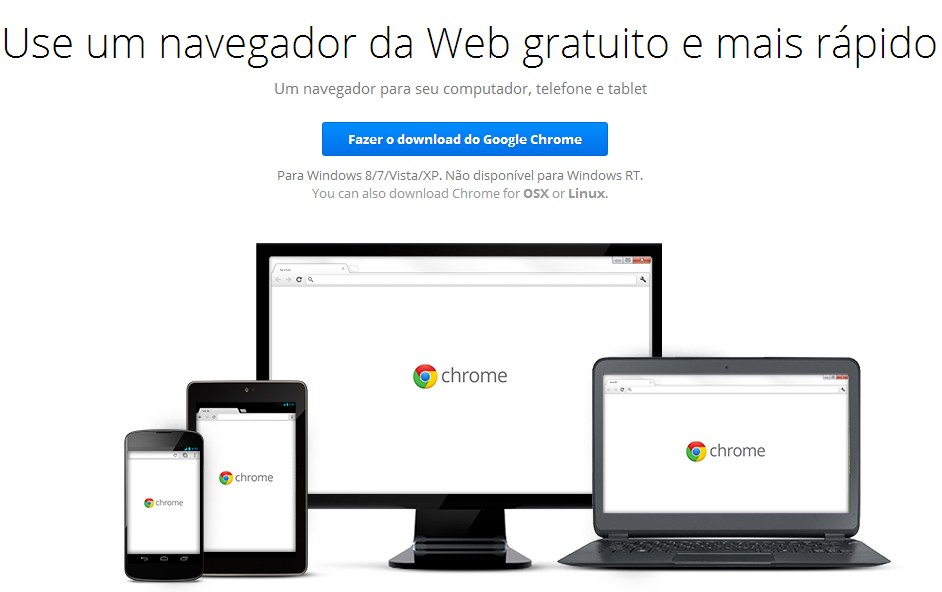 Use um navegador da Web gratuito e mais rápido
Um navegador para seu computador, telefone e tablet
Fazer o download do Google Chrome
Para Windows 8/7/Vista/XP. Não disponível para Windows RT.
You can also download Chrome for OSX or Linux.
chrome
chrome
chrome
chrome